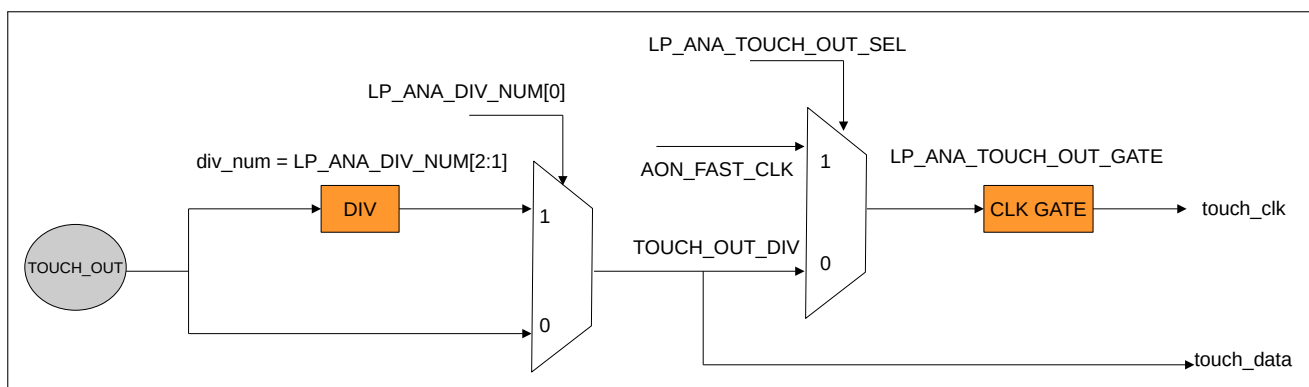 LP_ANA_TOUCH_OUT_SEL
LP_ANA_DIV_NUM[0]
div_num = LP_ANA_DIV_NUM[2:1]
AON_FAST_CLK
1
LP_ANA_TOUCH_OUT_GATE
DIV
1
CLK GATE
touch_clk
TOUCH_OUT
TOUCH_OUT_DIV
0
0
touch_data